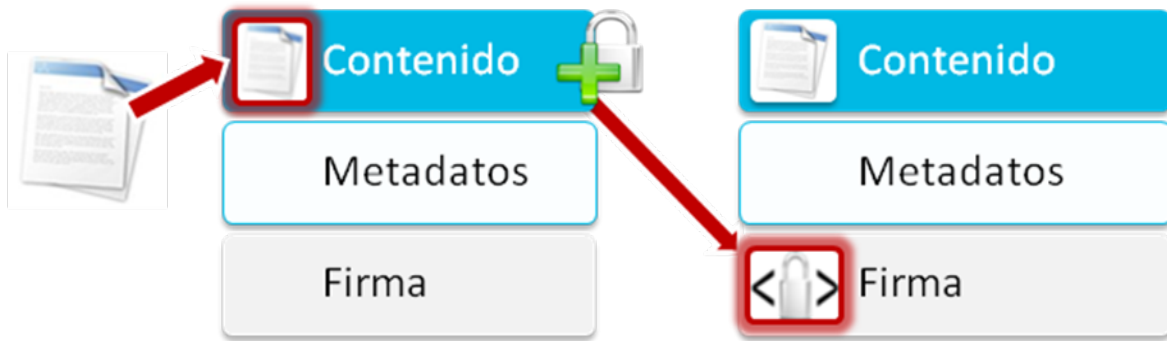 Contenido
Metadatos
Firma
Contenido
Metadatos
< > Firma